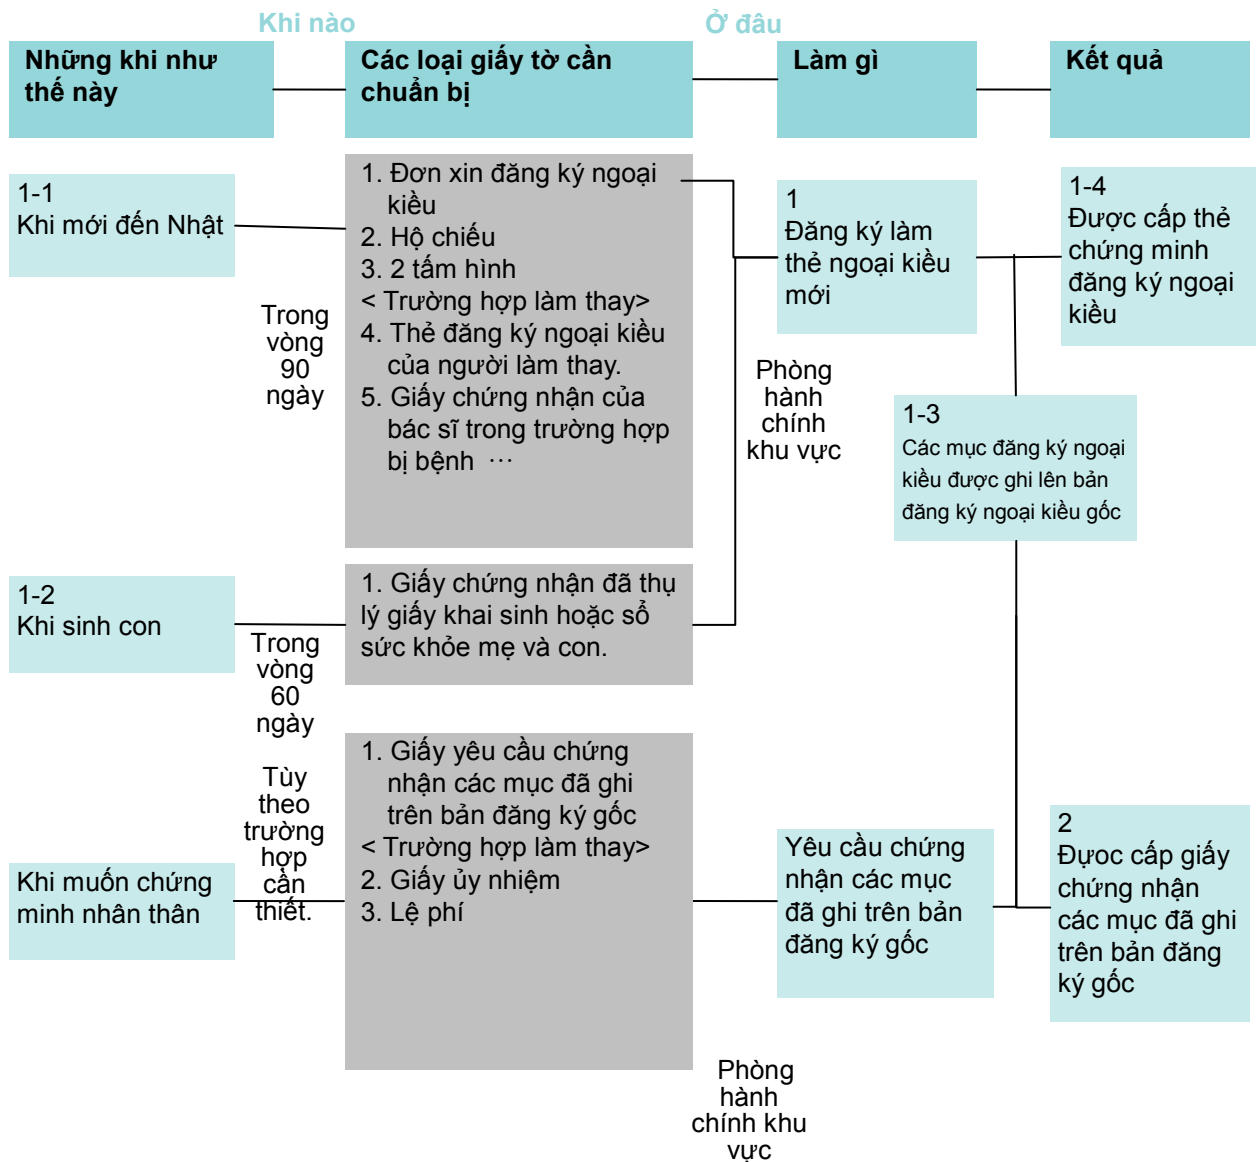 Khi nào
Ở đâu
Những khi như
thế này
Các loại giấy tờ cần
chuẩn bị
Làm gì
Kết quả
1-1
Khi mới đến Nhật
Trong
vòng
90
ngày
1. Đơn xin đăng ký ngoại
kiều
2. Hộ chiếu
3. 2 tấm hình
< Trường hợp làm thay>
4. Thẻ đăng ký ngoại kiều
của người làm thay.
5. Giấy chứng nhận của
bác sĩ trong trường hợp
bị bệnh …
Phòng
hành
chính
khu vực
1
Đăng ký làm
thẻ ngoại kiều
mới
1-4
Được cấp thẻ
chứng minh
đăng ký ngoại
kiều
1-3
Các mục đăng ký ngoại
kiều được ghi lên bản
đăng ký ngoại kiều gốc
1-2
Khi sinh con
Trong
vòng
60
ngày
1. Giấy chứng nhận đã thụ
lý giấy khai sinh hoặc sổ
sức khỏe mẹ và con.
Khi muốn chứng
minh nhân thân
Tùy
theo
trường
hợp
cần
thiết.
1. Giấy yêu cầu chứng
nhận các mục đã ghi
trên bản đăng ký gốc
< Trường hợp làm thay>
2. Giấy ủy nhiệm
3. Lệ phí
Phòng
hành
chính khu
vực
Yêu cầu chứng
nhận các mục
đã ghi trên bản
đăng ký gốc
2
Đựoc cấp giấy
chứng nhận
các mục đã ghi
trên bản đăng
ký gốc